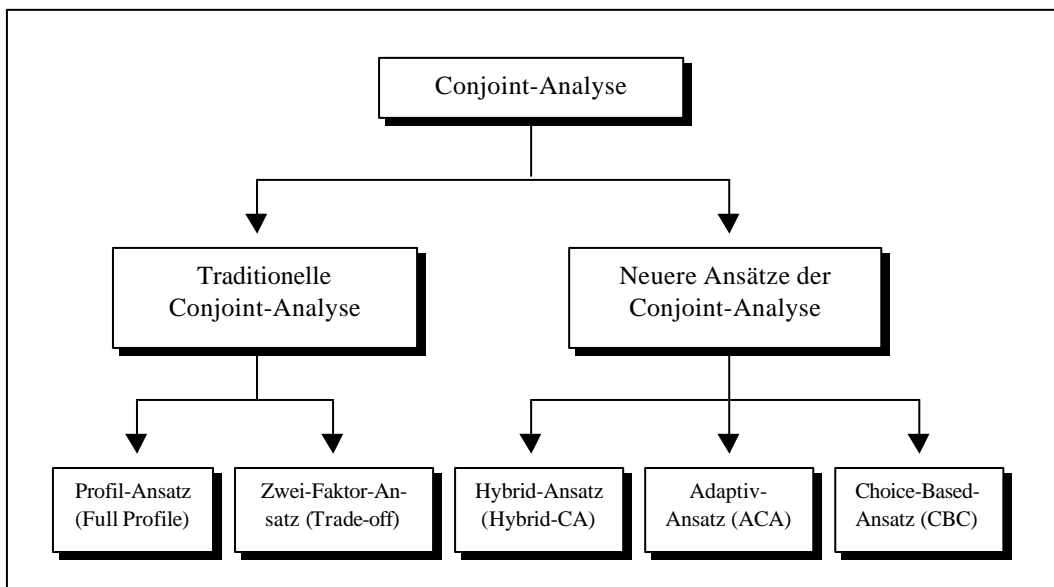 Conjoint-Analyse
Traditionelle
Conjoint-Analyse
Neuere Ansätze der
Conjoint-Analyse
Profil-Ansatz
(Full Profile)
Zwei-Faktor-An-
satz (Trade-off)
Hybrid-Ansatz
(Hybrid-CA)
Adaptiv-
Ansatz (ACA)
Choice-Based-
Ansatz (CBC)